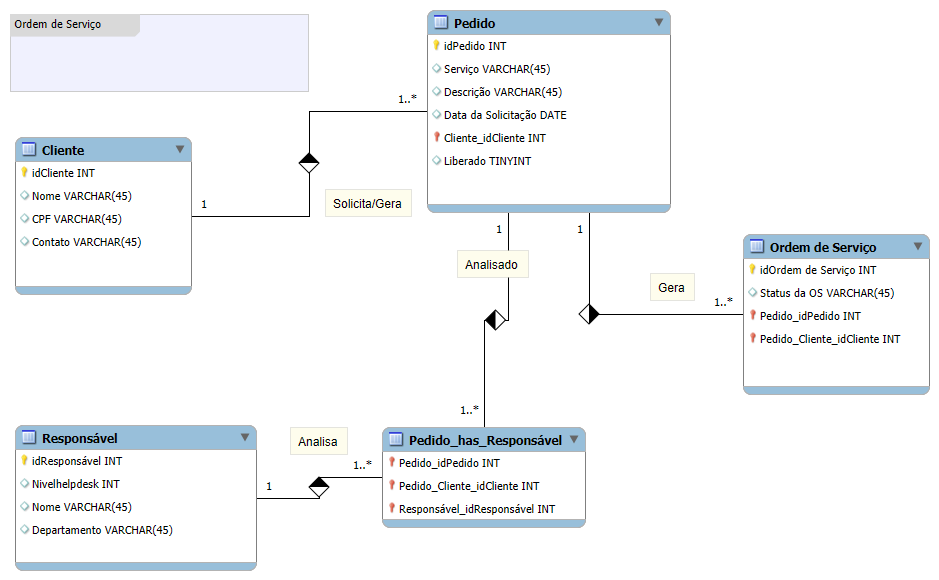 Ordem de Serviço
Pedido
idPedido INT
Serviço VARCHAR(45)
Descrição VARCHAR(45)
Data da Solicitação DATE
Cliente_idCliente INT
Liberado TINYINT
1..*
Cliente
idCliente INT
Nome VARCHAR(45)
CPF VARCHAR(45)
Contato VARCHAR(45)
1
Solicita/Gera
1
Analisado
1
Gera
1..*
Ordem de Serviço
idOrdem de Serviço INT
Status da OS VARCHAR(45)
Pedido_idPedido INT
Pedido_Cliente_idCliente INT
1..*
Responsável
idResponsável INT
Nivelhelpdesk INT
Nome VARCHAR(45)
Departamento VARCHAR(45)
1
Analisa
1..*
Pedido_has_Responsável
Pedido_idPedido INT
Pedido_Cliente_idCliente INT
Responsável_idResponsável INT